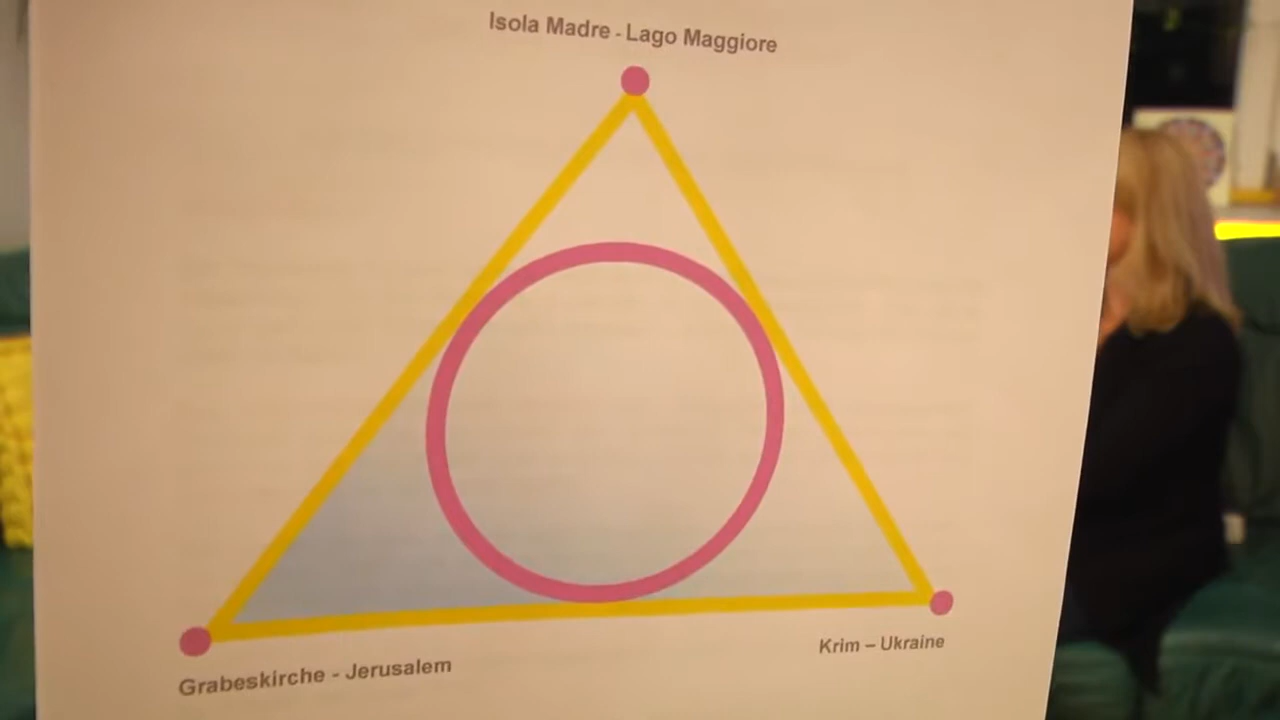 Isola Madre - Lago Maggiore
Krim – Ukraine
Grabeskirche - Jerusalem